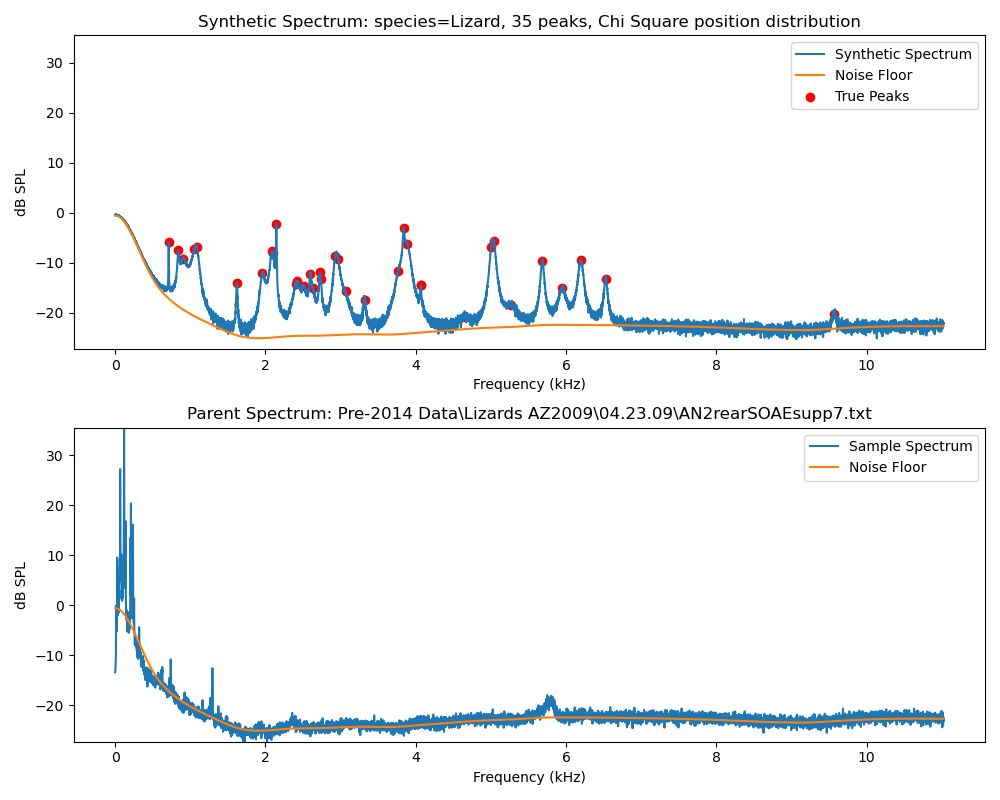 Synthetic Spectrum: species=Lizard, 35 peaks, Chi Square position distribution
30
20
10
0
−10
−20
dB SPL
Synthetic Spectrum
Noise Floor
True Peaks
0
2
4
6
8
10
Frequency (kHz)
Parent Spectrum: Pre-2014 Data\Lizards AZ2009\04.23.09\AN2rearSOAEsupp7.txt
30
20
10
0
−10
−20
dB SPL
Sample Spectrum
Noise Floor
0
2
4
6
8
10
Frequency (kHz)